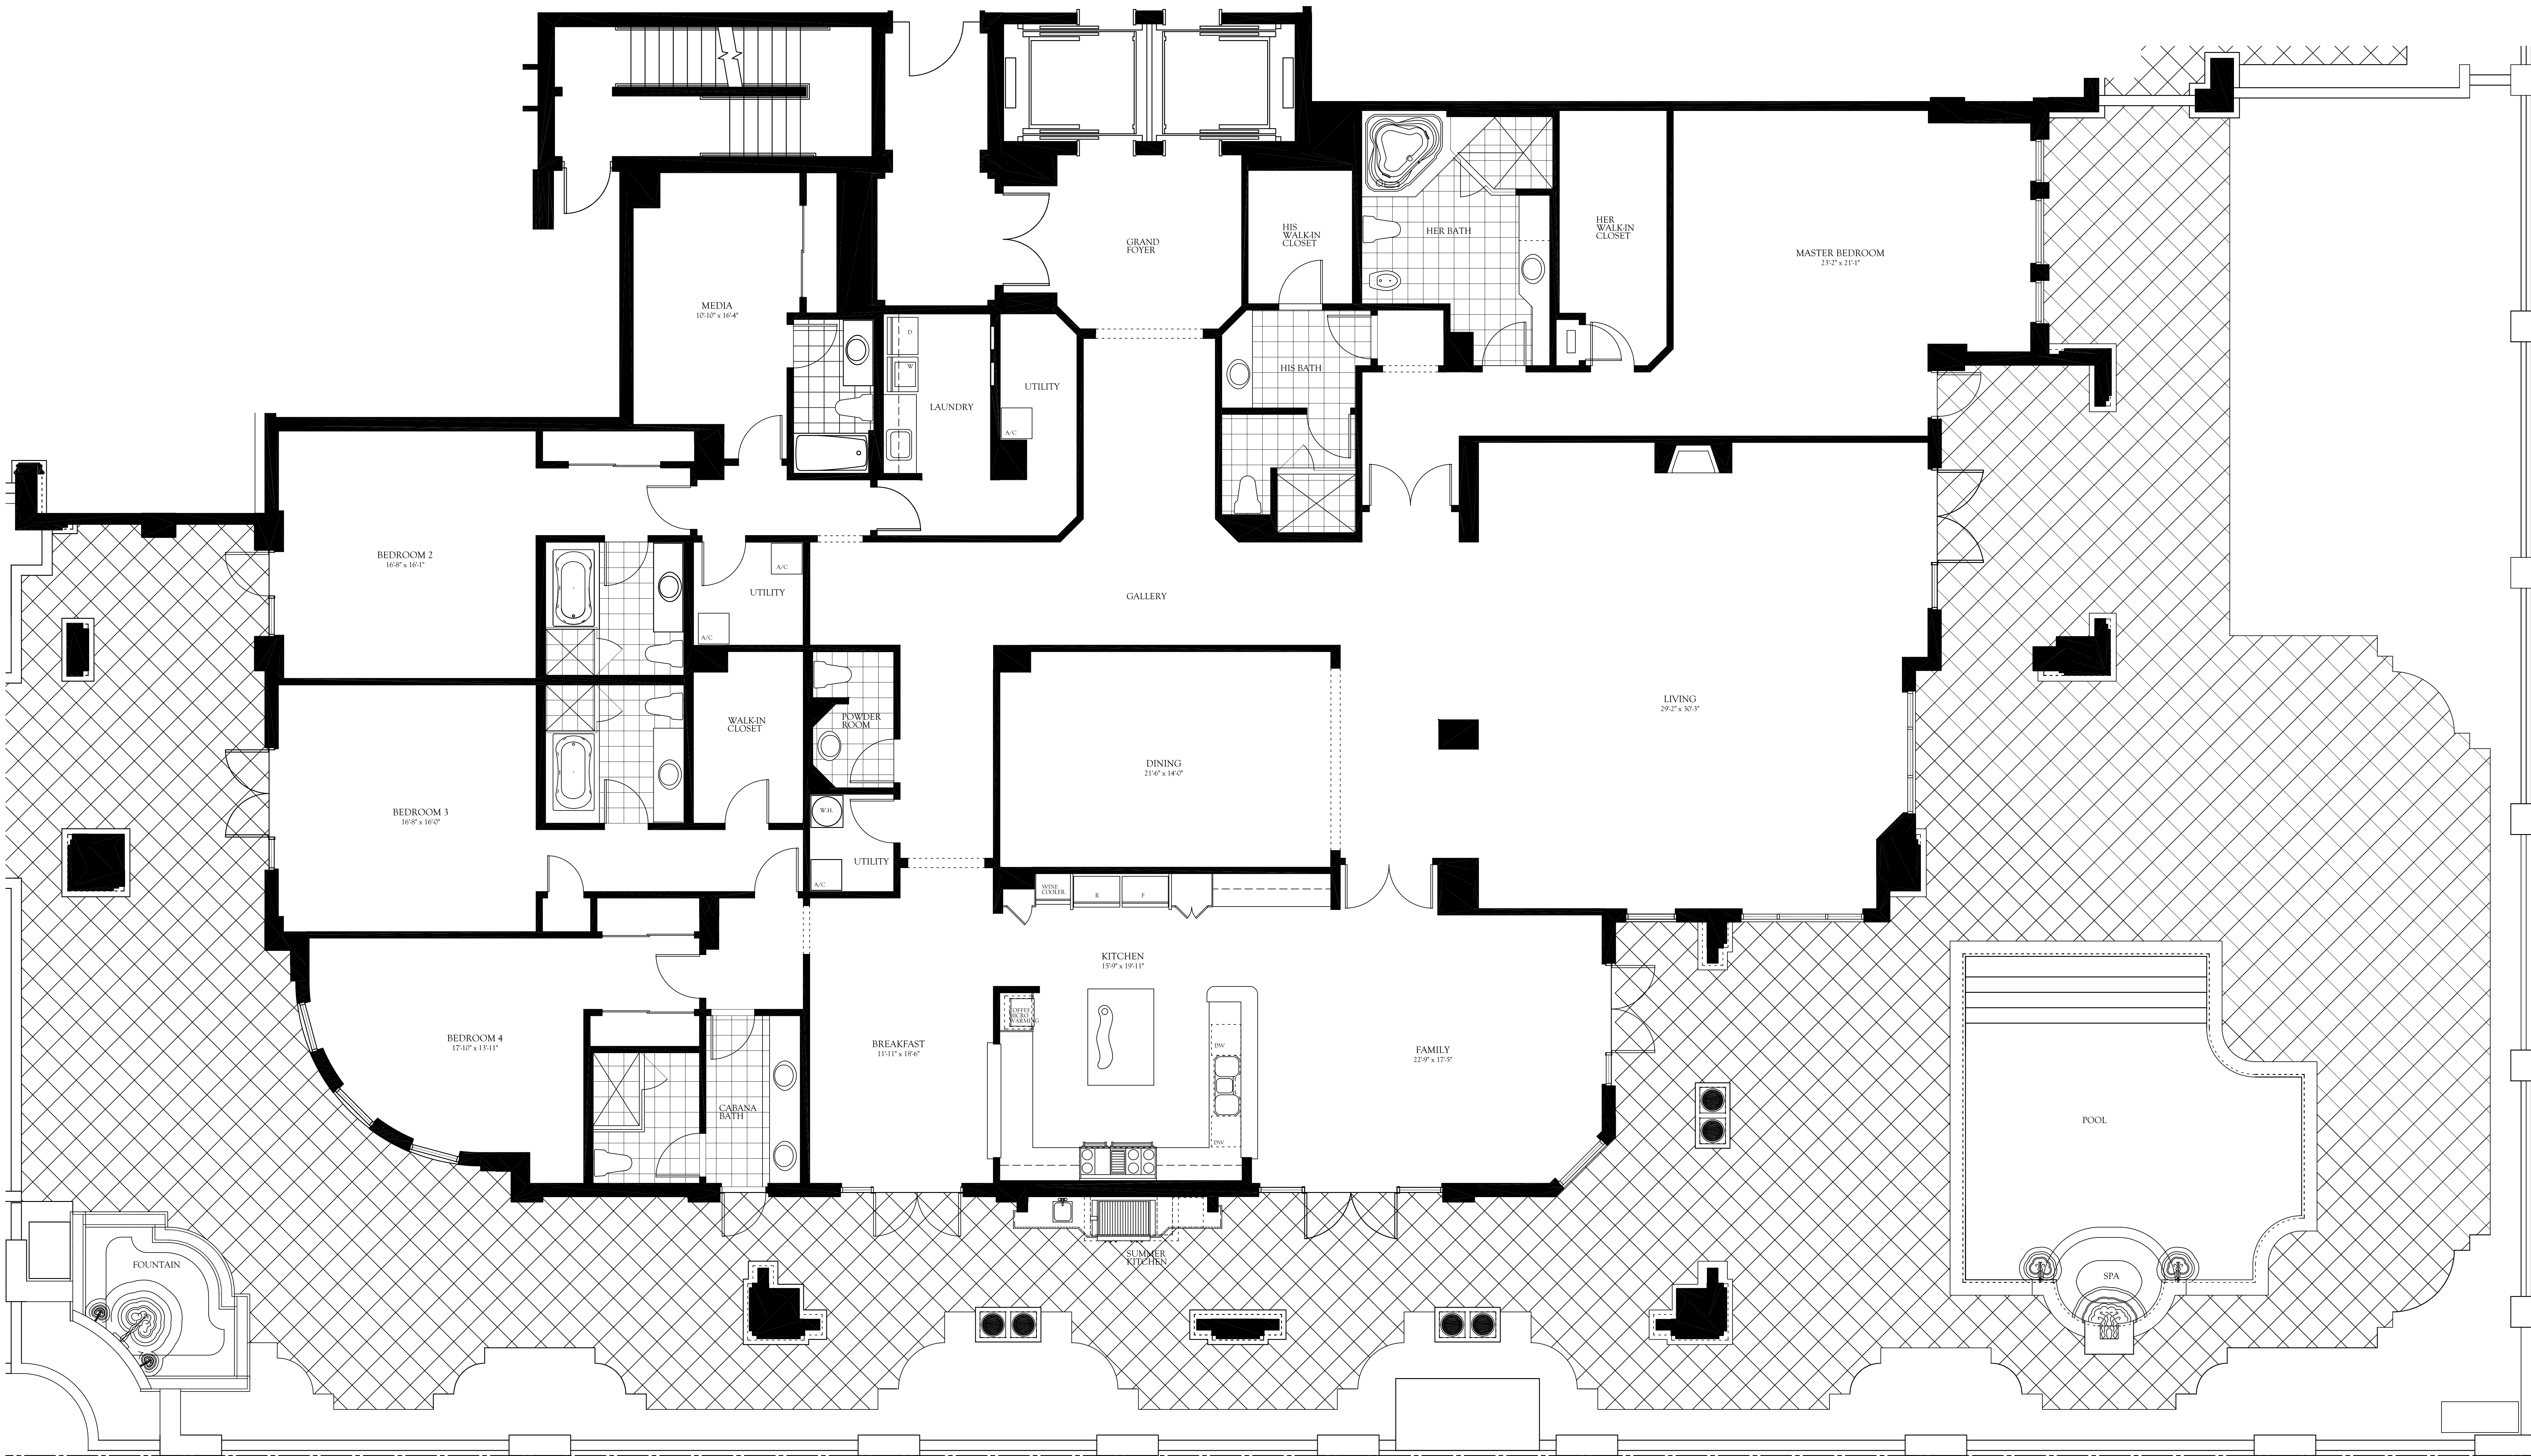 GRAND
FOYER
HIS
WALK-IN
CLOSET
HER BATH
HER
WALK-IN
CLOSET
MASTER BEDROOM
23'-2" x 21'-1"
MEDIA
10'-10" x 16'-4"
D
W
LAUNDRY
UTILITY
A/C
HIS BATH
BEDROOM 2
16'-8" x 16'-1"
A/C
UTILITY
A/C
GALLERY
WALK-IN
CLOSET
POWDER
ROOM
LIVING
29'-2" x 30'-3"
DINING
21'-6" x 14'-0"
BEDROOM 3
16'-8" x 16'-0"
W.H.
UTILITY
A/C
WINE
COOLER
R
F
KITCHEN
15'-9" x 19'-11"
COFFEE
MICRO
WARMING
BEDROOM 4
17'-10" x 13'-11"
BREAKFAST
11'-11" x 18'-6"
DW
DW
FAMILY
22'-9" x 17'-5"
CABANA
BATH
POOL
SUMMER
KITCHEN
FOUNTAIN
SPA